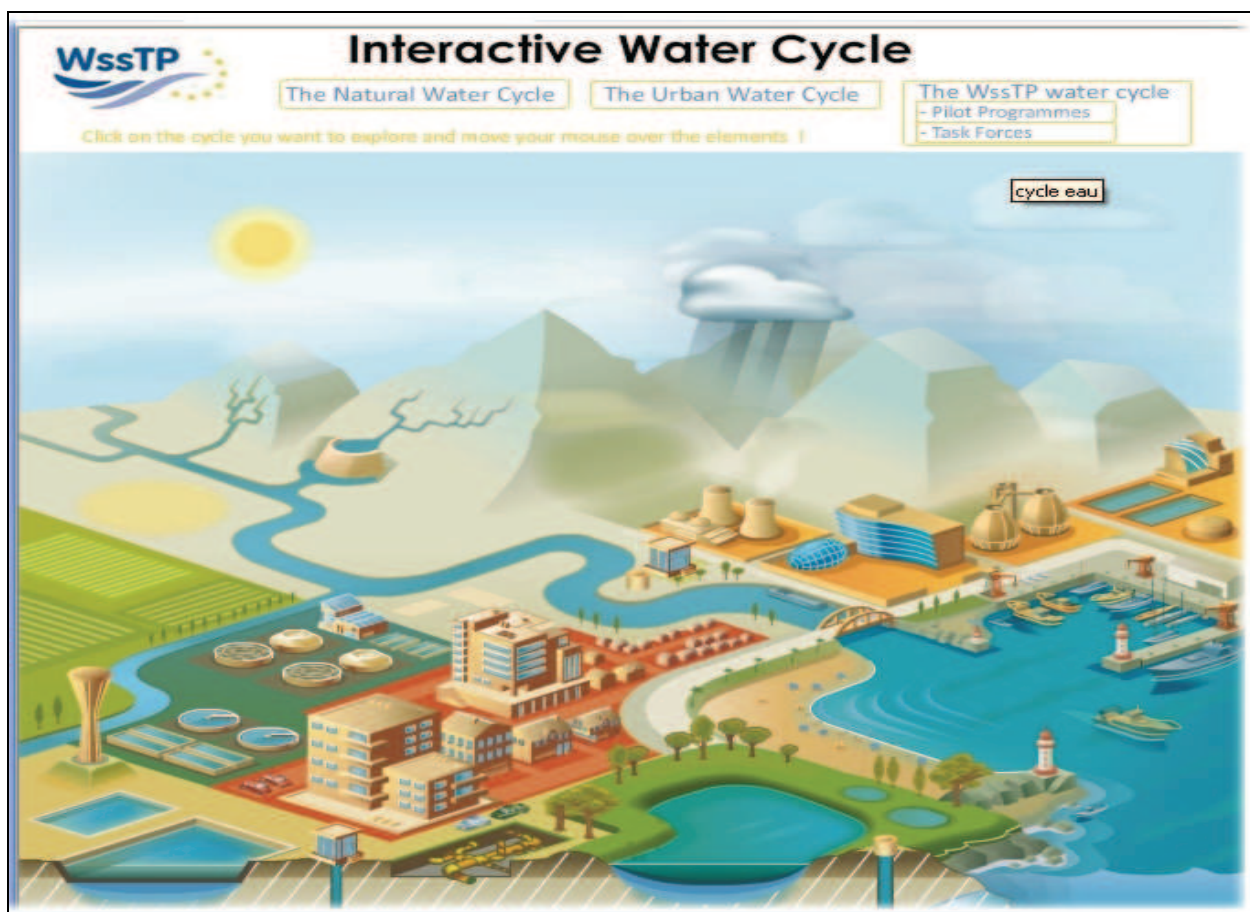 WssTP
Interactive Water Cycle
The Natural Water Cycle
The Urban Water Cycle
The WssTP water cycle
- Pilot Programmes
- Task Forces
Click on the cycle you want to explore and move your mouse over the elements !
cycle eau